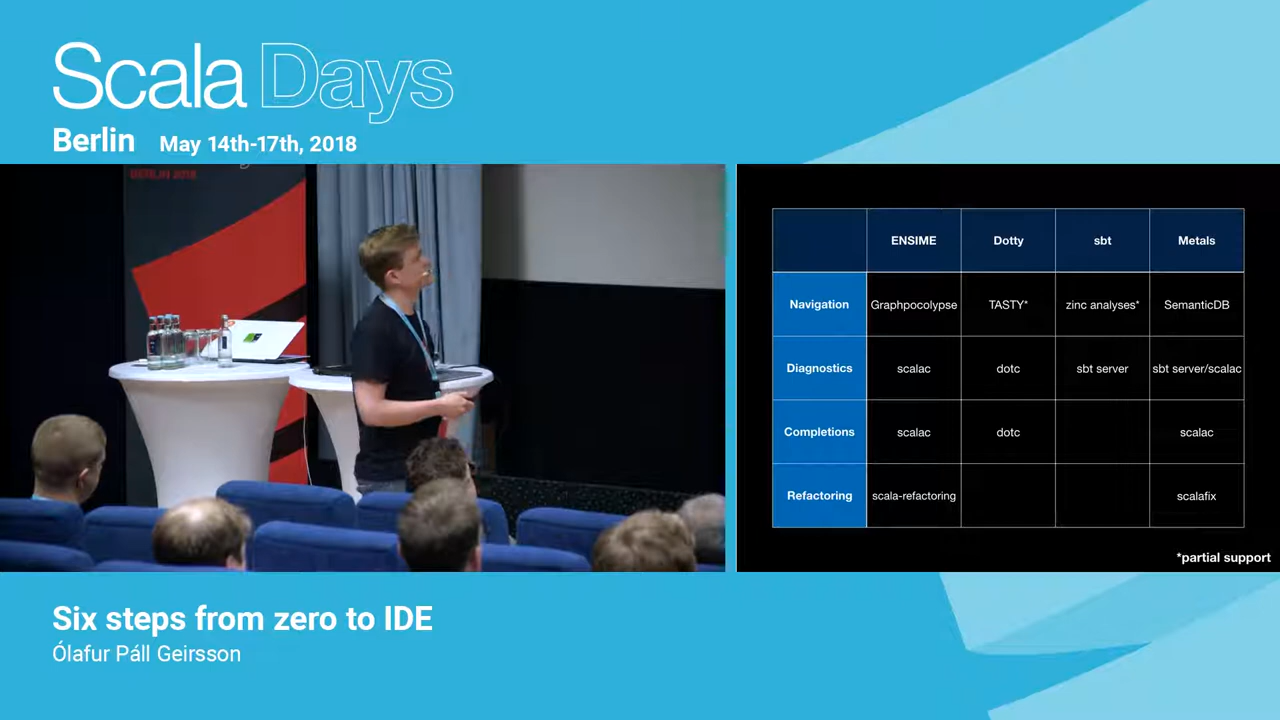 Scala Days
Berlin May 14th-17th, 2018
BERLIN 2018
ENSIME Dotty sbt Metals
Navigation Graphpocolypse TASTY* zinc analyses* SemanticDB
Diagnostics scalac dotc sbt server sbt server/scalac
Completions scalac dotc scalac
Refactoring scala-refactoring scalafix
*partial support
Six steps from zero to IDE
Ólafur Páll Geirsson